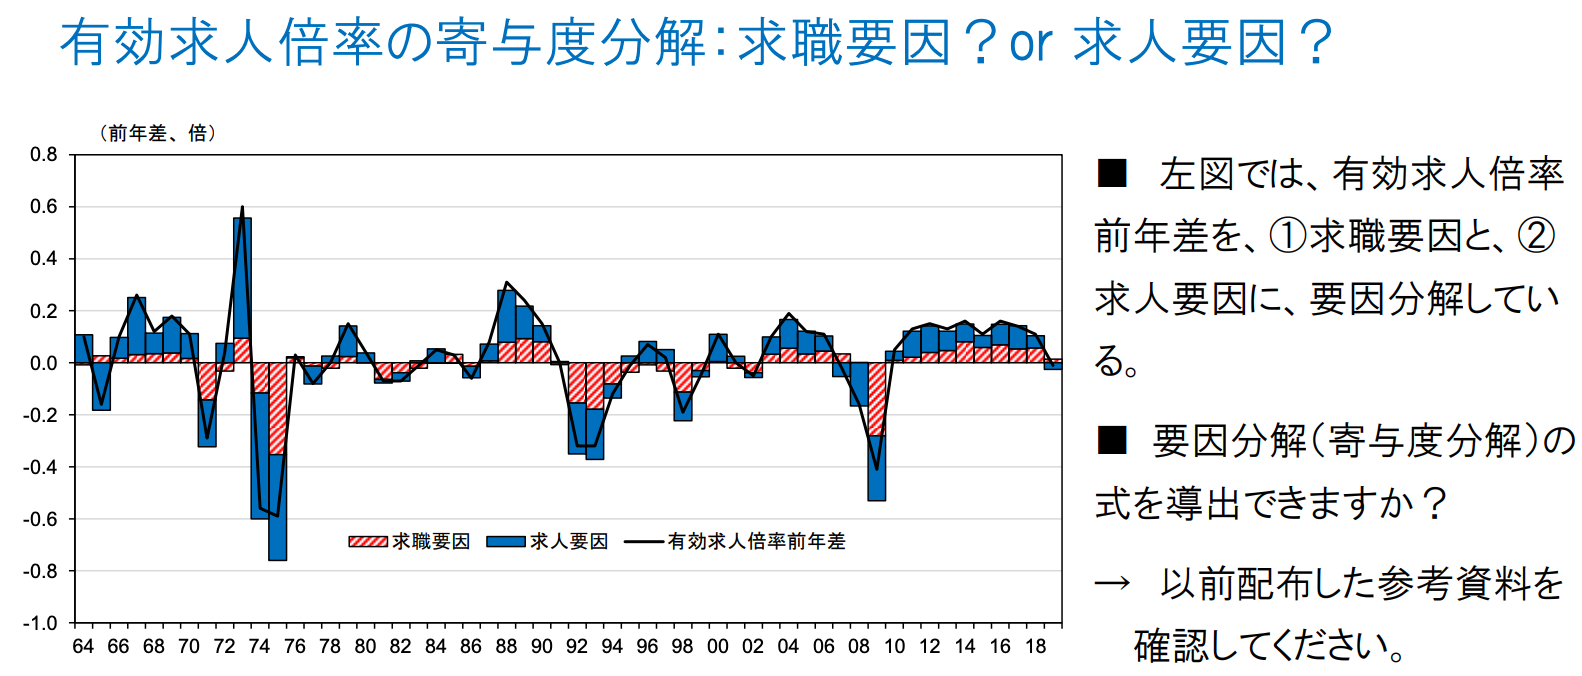 有効求人倍率の寄与度分解：求職要因？or 求人要因？
（前年差、倍）
0.8
0.6
0.4
0.2
0.0
-0.2
-0.4
-0.6
-0.8
-1.0
64 66 68 70 72 74 76 78 80 82 84 86 88 90 92 94 96 98 00 02 04 06 08 10 12 14 16 18
求職要因 求人要因 有効求人倍率前年差
■ 左図では、有効求人倍率
前年差を、①求職要因と、②
求人要因に、要因分解してい
る。
■ 要因分解（寄与度分解）の
式を導出できますか？
→ 以前配布した参考資料を
確認してください。